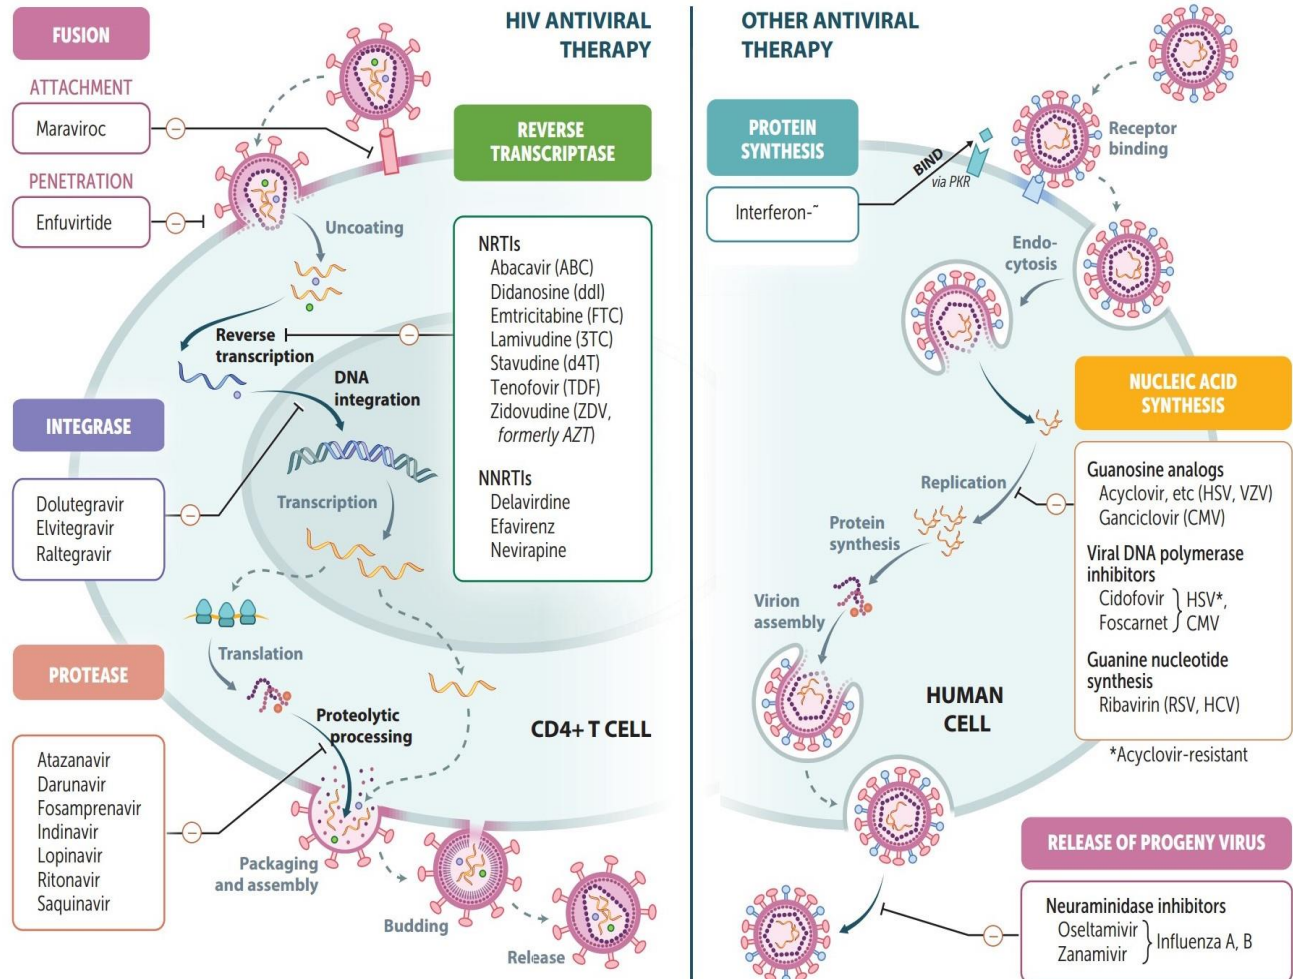 HIV ANTIVIRAL
THERAPY
FUSION
ATTACHMENT
Maraviroc
PENETRATION
Enfuvirtide
Uncoating
REVERSE
TRANSCRIPTASE
NRTIs
Abacavir (ABC)
Didanosine (ddI)
Emtricitabine (FTC)
Lamivudine (3TC)
Stavudine (d4T)
Tenofovir (TDF)
Zidovudine (ZDV,
formerly AZT)
NNRTIs
Delavirdine
Efavirenz
Nevirapine
Reverse
transcription
DNA
integration
INTEGRASE
Dolutegravir
Elvitegravir
Raltegravir
Transcription
Translation
PROTEASE
Atazanavir
Darunavir
Fosamprenavir
Indinavir
Lopinavir
Ritonavir
Saquinavir
Proteolytic
processing
CD4+ T CELL
Packaging
and assembly
Budding
Release
OTHER ANTIVIRAL
THERAPY
PROTEIN
SYNTHESIS
Interferon-˜
BIND
via PKR
Receptor
binding
Endo-
cytosis
NUCLEIC ACID
SYNTHESIS
Guanosine analogs
Acyclovir, etc (HSV, VZV)
Ganciclovir (CMV)
Viral DNA polymerase
inhibitors
Cidofovir } HSV*,
Foscarnet } CMV
Guanine nucleotide
synthesis
Ribavirin (RSV, HCV)
*Acyclovir-resistant
Replication
Protein
synthesis
Virion
assembly
HUMAN
CELL
RELEASE OF PROGENY VIRUS
Neuraminidase inhibitors
Oseltamivir
Zanamivir } Influenza A, B